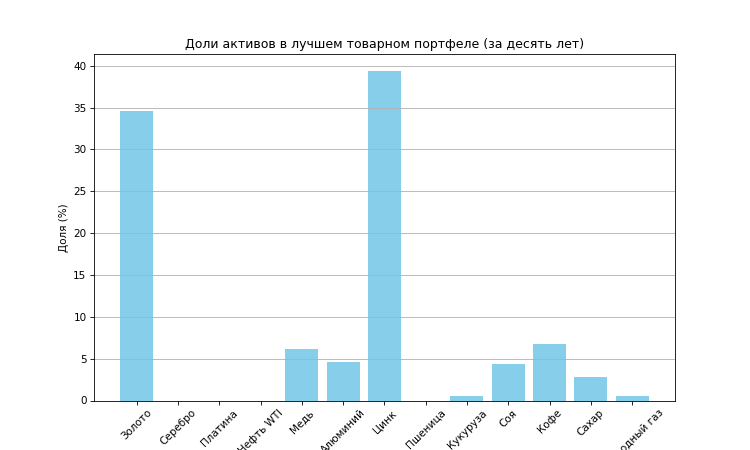 Доли активов в лучшем товарном портфеле (за десять лет)
Доля (%)
40
35
30
25
20
15
10
5
0
Золото
Серебро
Платина
Нефть WTI
Медь
Алюминий
Цинк
Пшеница
Кукуруза
Соя
Кофе
Сахар
газ